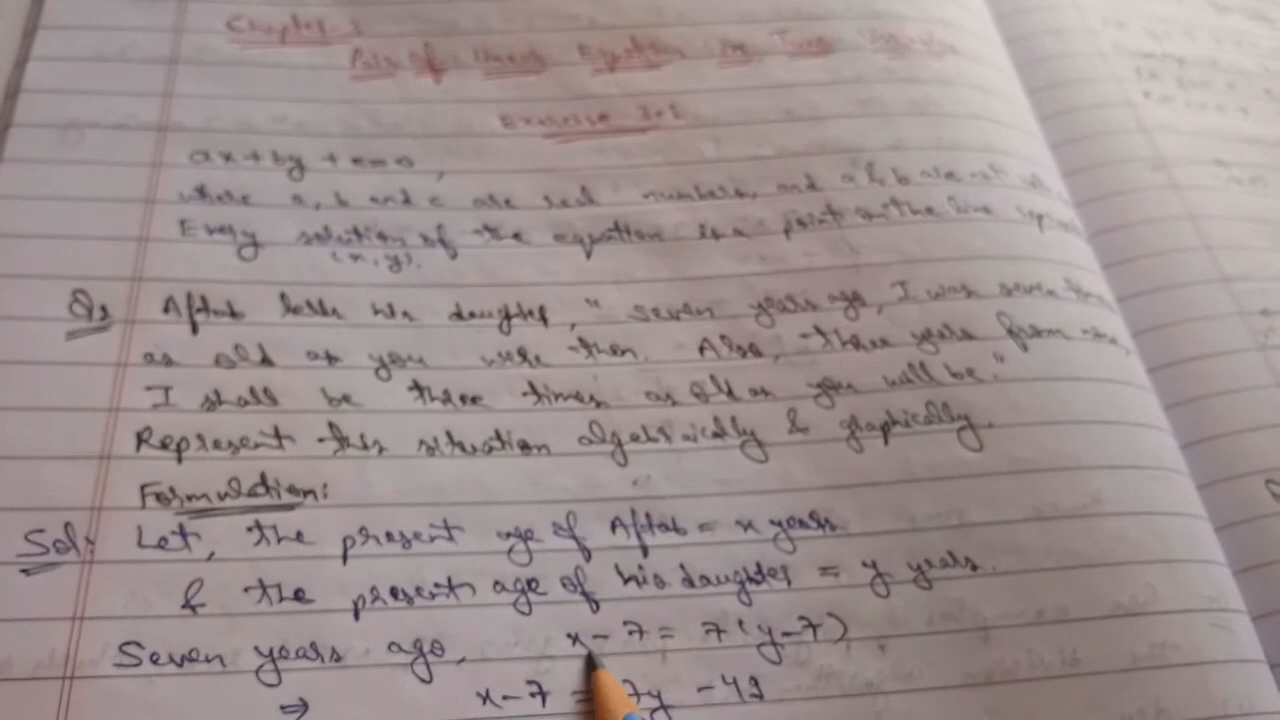 Chapter 3
Pair of Linear Equation In Two
Exercise 3.1
ax + by + c = 0,
where a, b and c are real numbers, and a & b are not
Every solution of the equation is a point on the line
(x, y).
Q1 Aftab tells his daughter, "seven years ago, I was seven
as old as you were then. Also, three years from now,
I shall be three times as old as you will be."
Represent this situation algebraically & graphically.
Formulation:
Sol: Let, the present age of Aftab = x years
& the present age of his daughter = y years.
Seven years ago, x - 7 = 7(y - 7)
⇒ x - 7 = 7y - 49